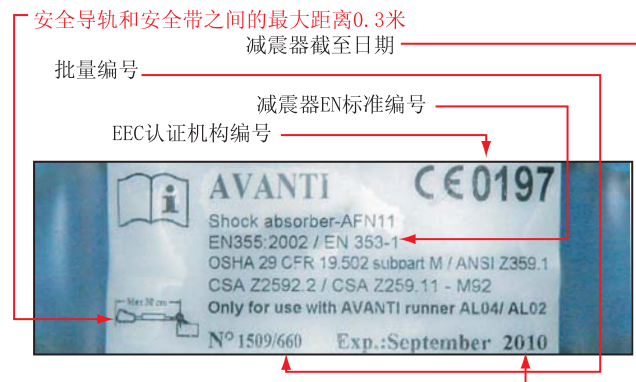 安全导轨和安全带之间的最大距离0.3米
减震器截至日期
批量编号
减震器EN标准编号
EEC认证机构编号
i
AVANTI CE0197
Shock absorber-AFN11
EN355:2002 / EN 353-1
OSHA 29 CFR 19.502 subpart M / ANSI Z359.1
CSA Z2592.2 / CSA Z259.11 - M92
Max 30 cm
Only for use with AVANTI runner AL04/ AL02
Nº 1509/660 Exp.:September 2010